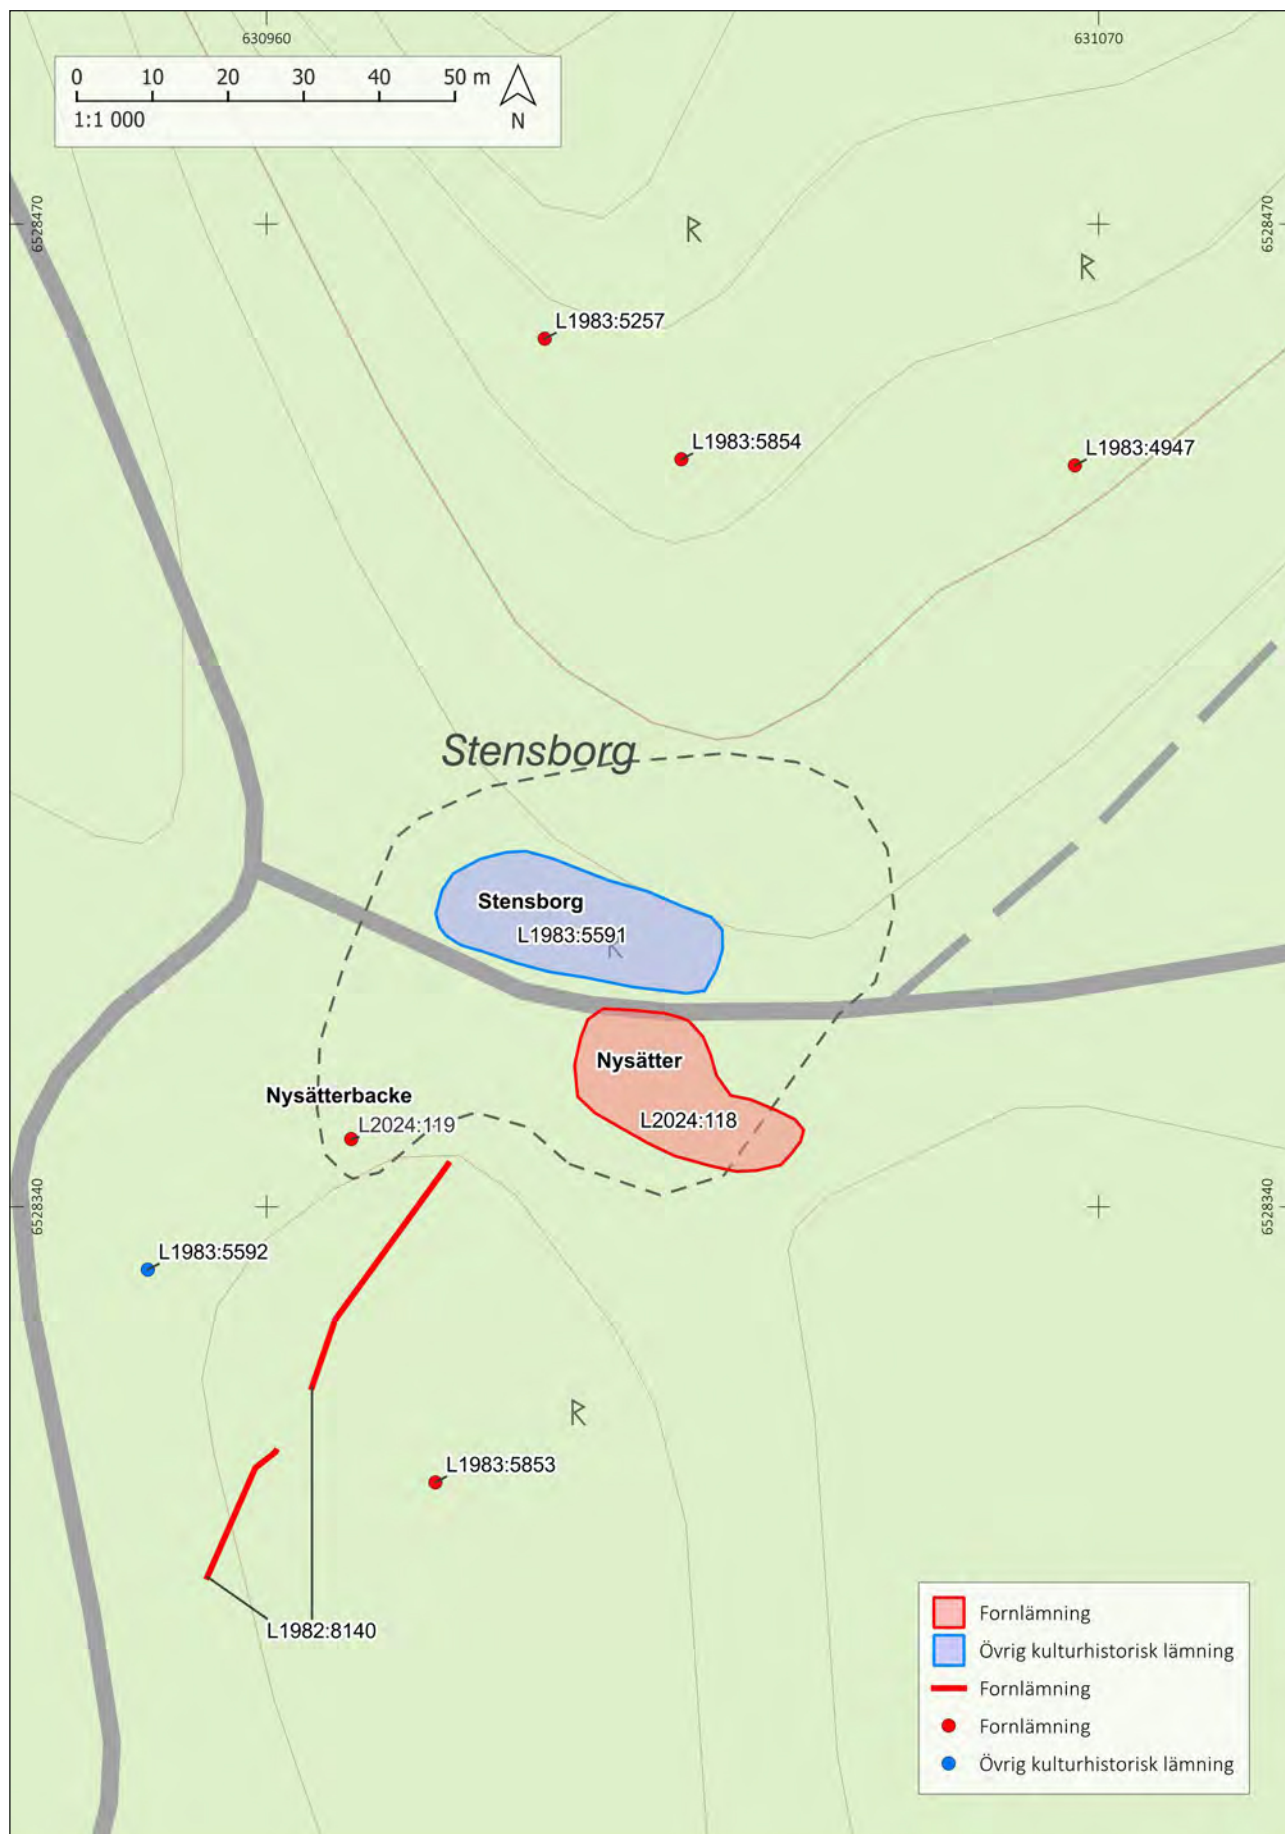 630960
631070
0 10 20 30 40 50 m
1:1 000
N
6528470
6528470
L1983:5257
L1983:5854
L1983:4947
Stensborg
Stensborg
L1983:5591
Nysätter
Nysätterbacke
L2024:118
L2024:119
6528340
6528340
L1983:5592
L1983:5853
L1982:8140
Fornlämning
Övrig kulturhistorisk lämning
Fornlämning
Fornlämning
Övrig kulturhistorisk lämning